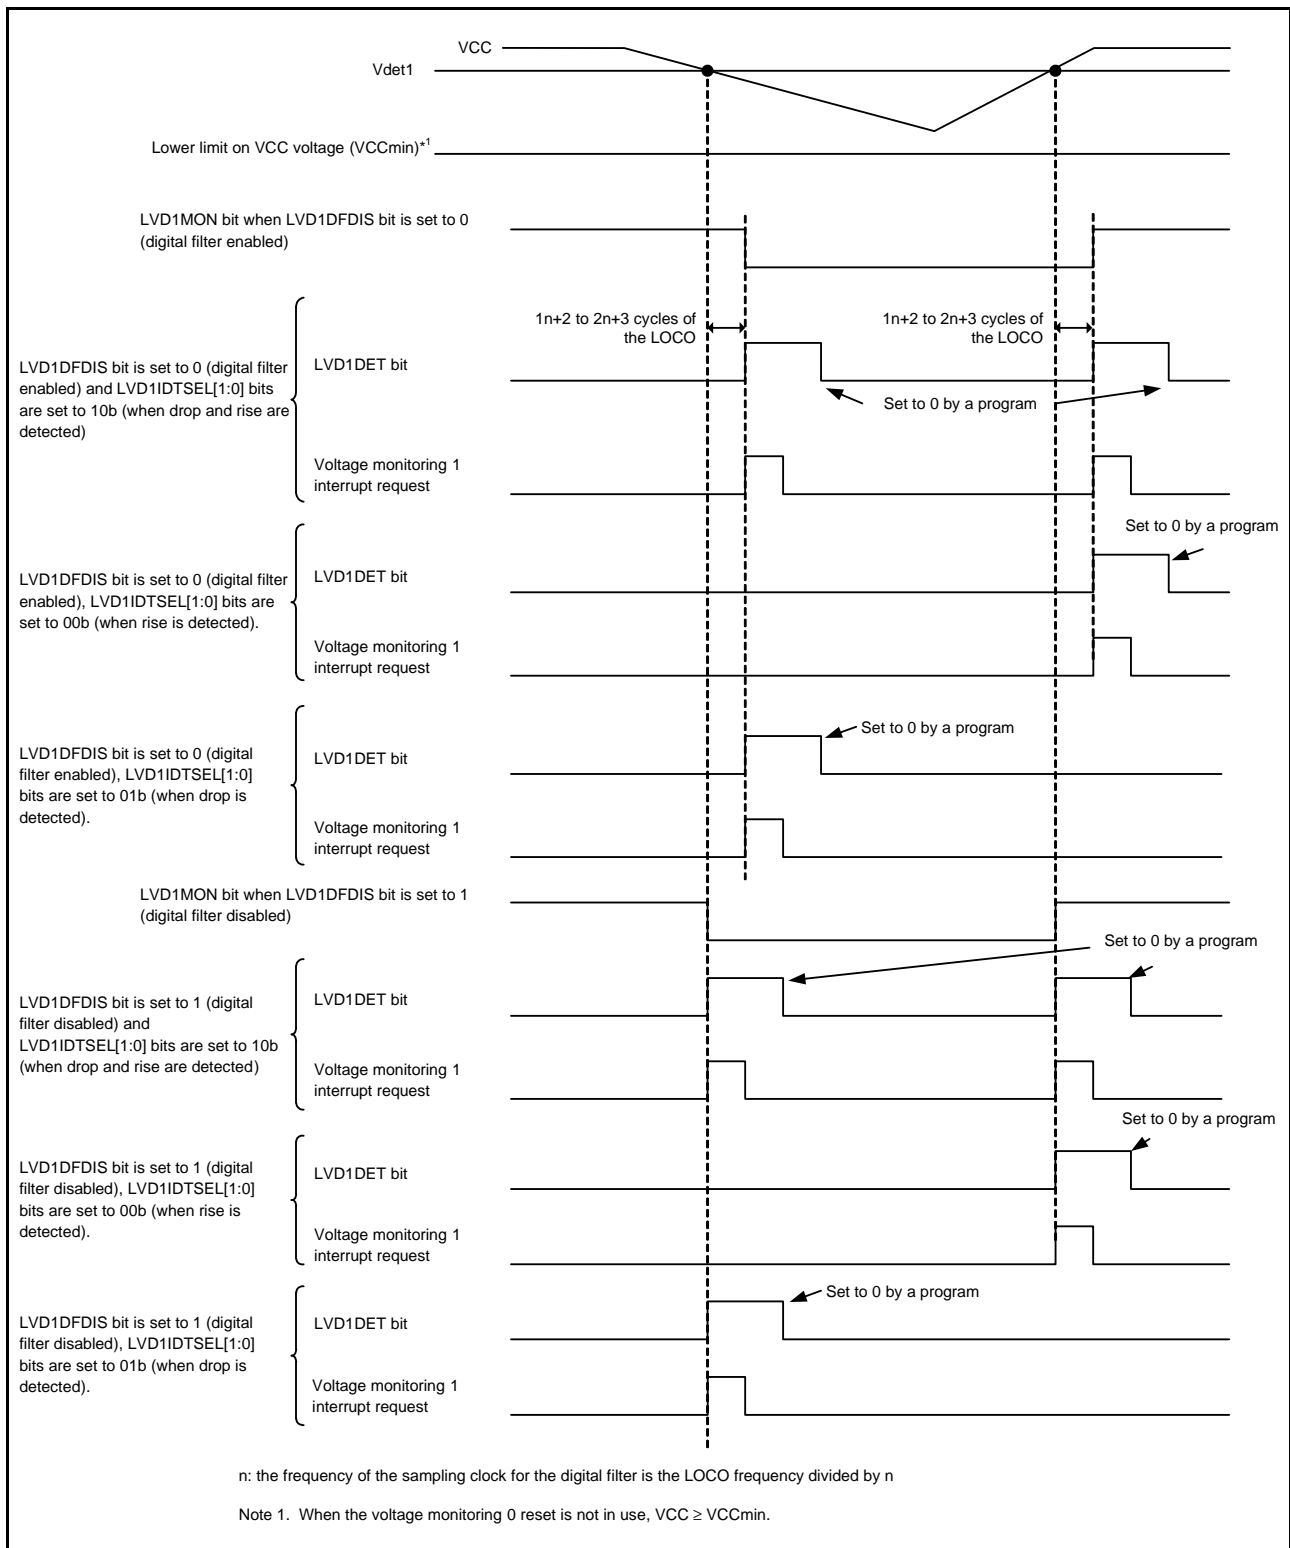 VCC
Vdet1
Lower limit on VCC voltage (VCCmin)*1
LVD1MON bit when LVD1DFDIS bit is set to 0
(digital filter enabled)
1n+2 to 2n+3 cycles of
the LOCO
1n+2 to 2n+3 cycles of
the LOCO
LVD1DFDIS bit is set to 0 (digital filter
enabled) and LVD1IDTSEL[1:0] bits
are set to 10b (when drop and rise are
detected)
LVD1DET bit
Set to 0 by a program
Voltage monitoring 1
interrupt request
Set to 0 by a program
LVD1DFDIS bit is set to 0 (digital filter
enabled), LVD1IDTSEL[1:0] bits are
set to 00b (when rise is detected).
LVD1DET bit
Voltage monitoring 1
interrupt request
Set to 0 by a program
LVD1DFDIS bit is set to 0 (digital
filter enabled), LVD1IDTSEL[1:0]
bits are set to 01b (when drop is
detected).
LVD1DET bit
Voltage monitoring 1
interrupt request
LVD1MON bit when LVD1DFDIS bit is set to 1
(digital filter disabled)
Set to 0 by a program
LVD1DFDIS bit is set to 1 (digital
filter disabled) and
LVD1IDTSEL[1:0] bits are set to 10b
(when drop and rise are detected)
LVD1DET bit
Voltage monitoring 1
interrupt request
Set to 0 by a program
LVD1DFDIS bit is set to 1 (digital
filter disabled), LVD1IDTSEL[1:0]
bits are set to 00b (when rise is
detected).
LVD1DET bit
Voltage monitoring 1
interrupt request
Set to 0 by a program
LVD1DFDIS bit is set to 1 (digital
filter disabled), LVD1IDTSEL[1:0]
bits are set to 01b (when drop is
detected).
LVD1DET bit
Voltage monitoring 1
interrupt request
n: the frequency of the sampling clock for the digital filter is the LOCO frequency divided by n
Note 1. When the voltage monitoring 0 reset is not in use, VCC ≥ VCCmin.